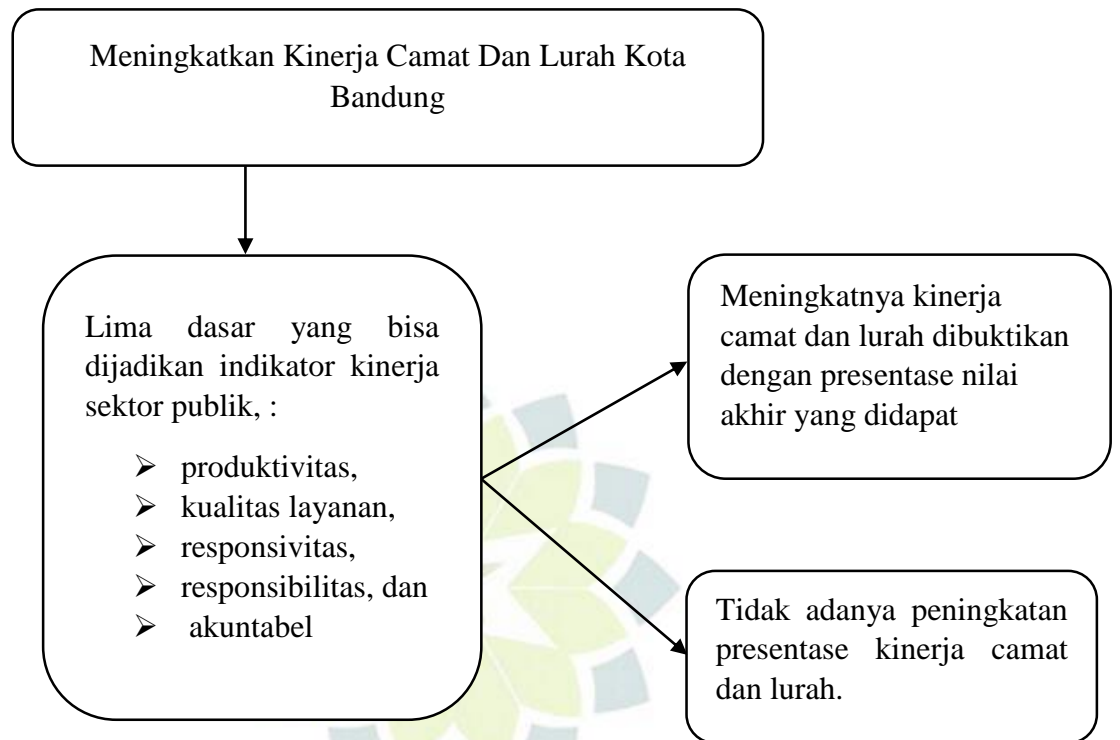 Meningkatkan Kinerja Camat Dan Lurah Kota
Bandung
Lima dasar yang bisa
dijadikan indikator kinerja
sektor publik, :
➢ produktivitas,
➢ kualitas layanan,
➢ responsivitas,
➢ responsibilitas, dan
➢ akuntabel
Meningkatnya kinerja
camat dan lurah dibuktikan
dengan presentase nilai
akhir yang didapat
Tidak adanya peningkatan
presentase kinerja camat
dan lurah.